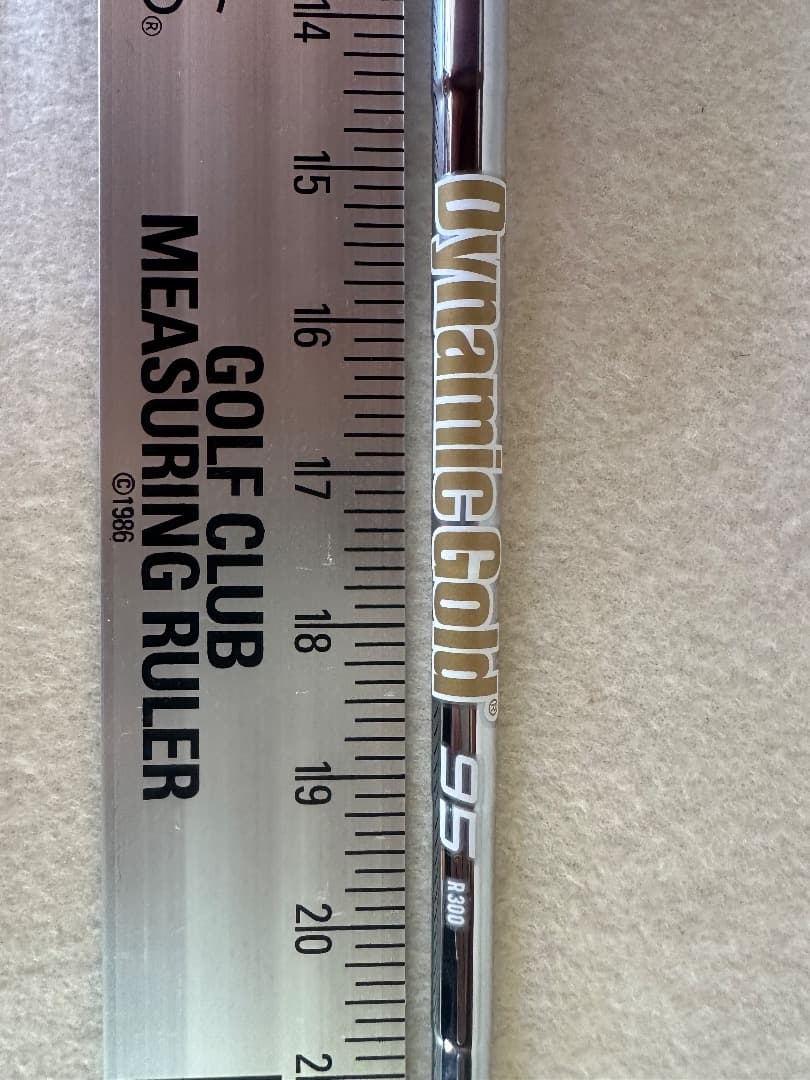 ®
GOLF CLUB
MEASURING RULER
©1986
14
15
16
17
18
19
20
Dynamic Gold®
95
R300